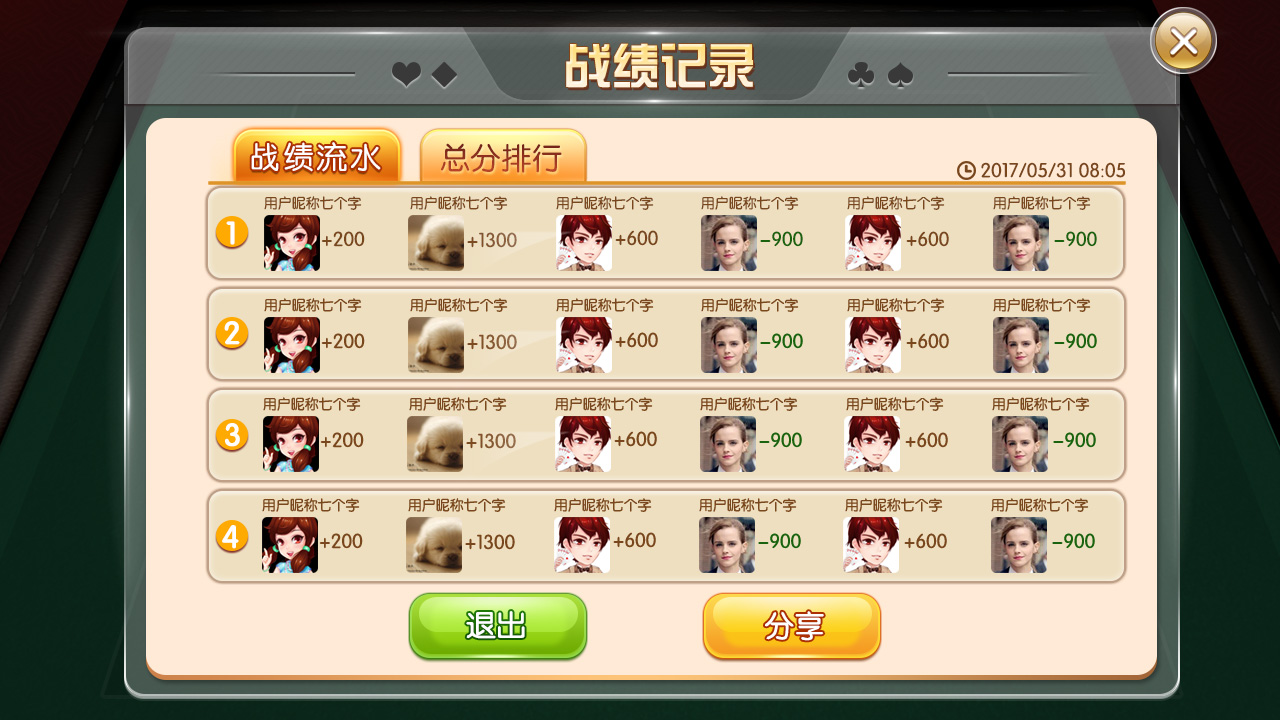 战绩记录
战绩流水 总分排行
2017/05/31 08:05
用户昵称七个字 用户昵称七个字 用户昵称七个字 用户昵称七个字 用户昵称七个字 用户昵称七个字
1 +200 +1300 +600 -900 +600 -900
用户昵称七个字 用户昵称七个字 用户昵称七个字 用户昵称七个字 用户昵称七个字 用户昵称七个字
2 +200 +1300 +600 -900 +600 -900
用户昵称七个字 用户昵称七个字 用户昵称七个字 用户昵称七个字 用户昵称七个字 用户昵称七个字
3 +200 +1300 +600 -900 +600 -900
用户昵称七个字 用户昵称七个字 用户昵称七个字 用户昵称七个字 用户昵称七个字 用户昵称七个字
4 +200 +1300 +600 -900 +600 -900
退出 分享